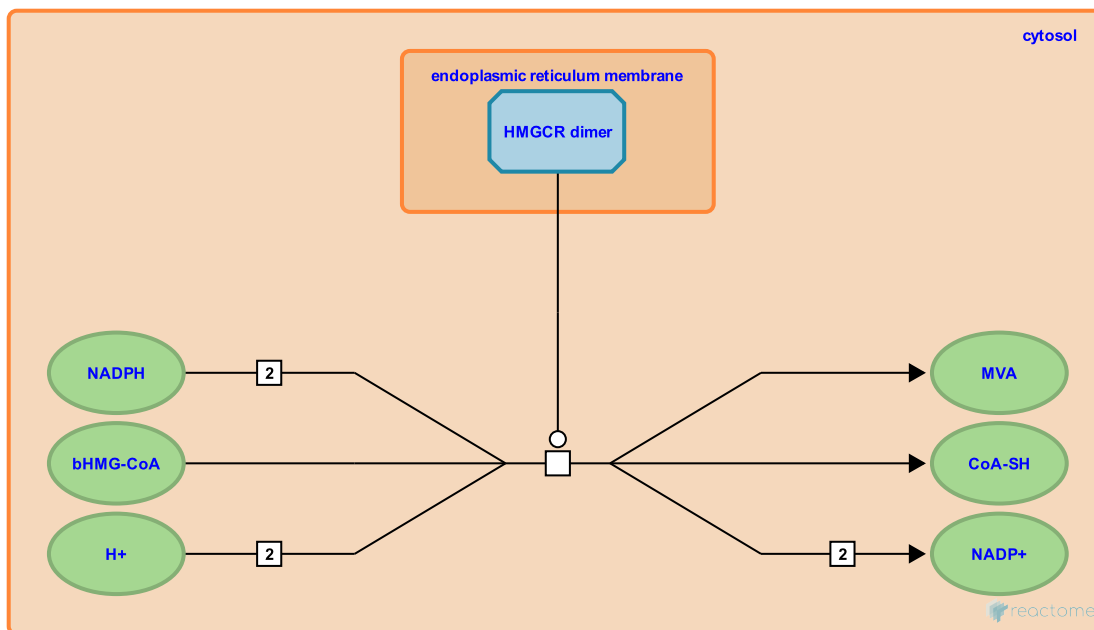 cytosol
endoplasmic reticulum membrane
HMGCR dimer
NADPH
2
MVA
bHMG-CoA
CoA-SH
H+
2
2
NADP+
reactome